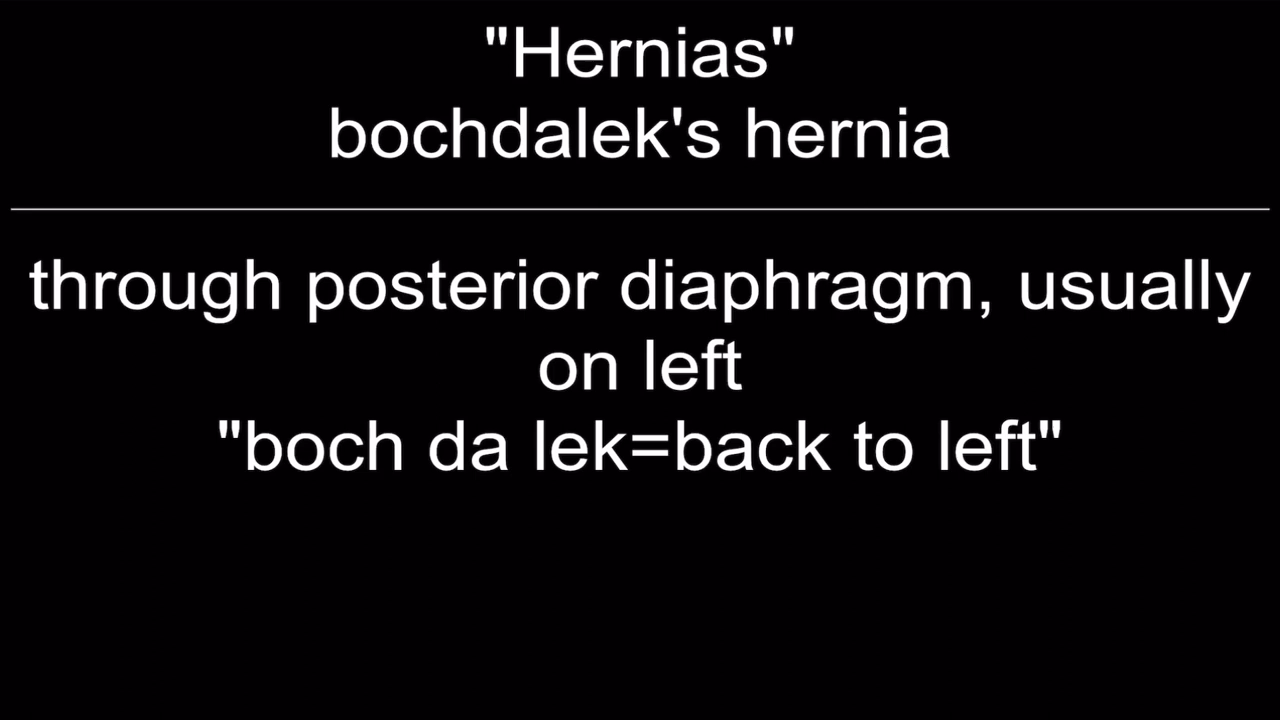 "Hernias"
bochdalek's hernia
through posterior diaphragm, usually
on left
"boch da lek=back to left"